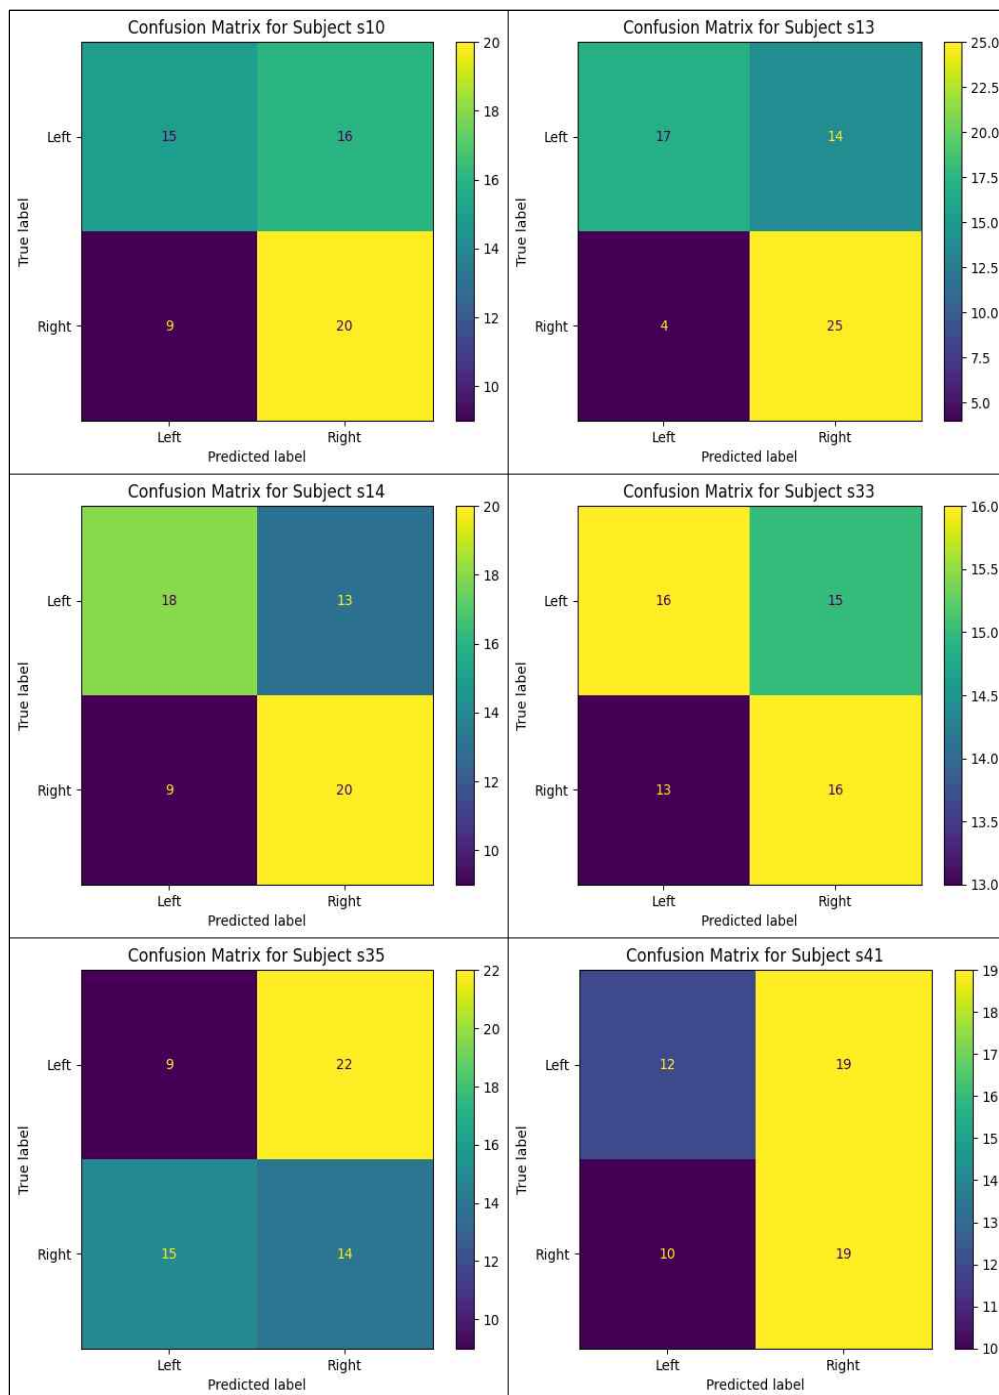 Confusion Matrix for Subject s10
True label
Left
Right
15 16
9 20
Left Right
Predicted label
20
18
16
14
12
10
Confusion Matrix for Subject s13
True label
Left
Right
17 14
4 25
Left Right
Predicted label
25.0
22.5
20.0
17.5
15.0
12.5
10.0
7.5
5.0
Confusion Matrix for Subject s14
True label
Left
Right
18 13
9 20
Left Right
Predicted label
20
18
16
14
12
10
Confusion Matrix for Subject s33
True label
Left
Right
16 15
13 16
Left Right
Predicted label
16.0
15.5
15.0
14.5
14.0
13.5
13.0
Confusion Matrix for Subject s35
True label
Left
Right
9 22
15 14
Left Right
Predicted label
22
20
18
16
14
12
10
Confusion Matrix for Subject s41
True label
Left
Right
12 19
10 19
Left Right
Predicted label
19
18
17
16
15
14
13
12
11
10